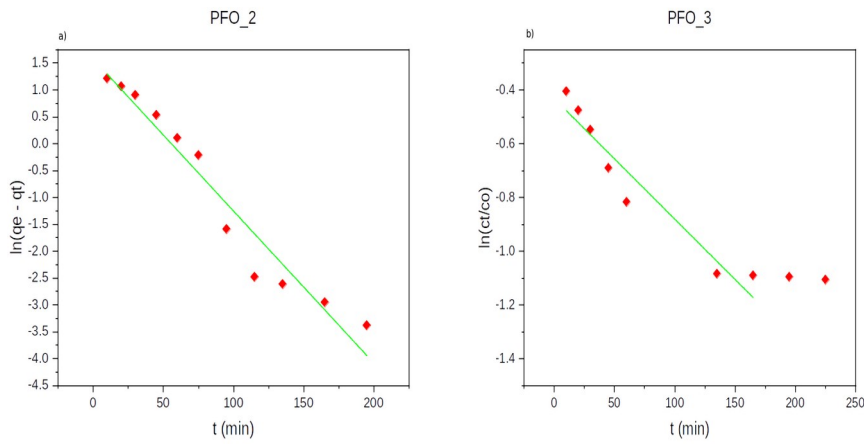 PFO_2
a)
1.5
1.0
0.5
0.0
-0.5
-1.0
-1.5
-2.0
-2.5
-3.0
-3.5
-4.0
-4.5
ln(qe - qt)
0 50 100 150 200
t (min)
PFO_3
b)
-0.4
-0.6
-0.8
-1.0
-1.2
-1.4
ln(ct/co)
0 50 100 150 200 250
t (min)